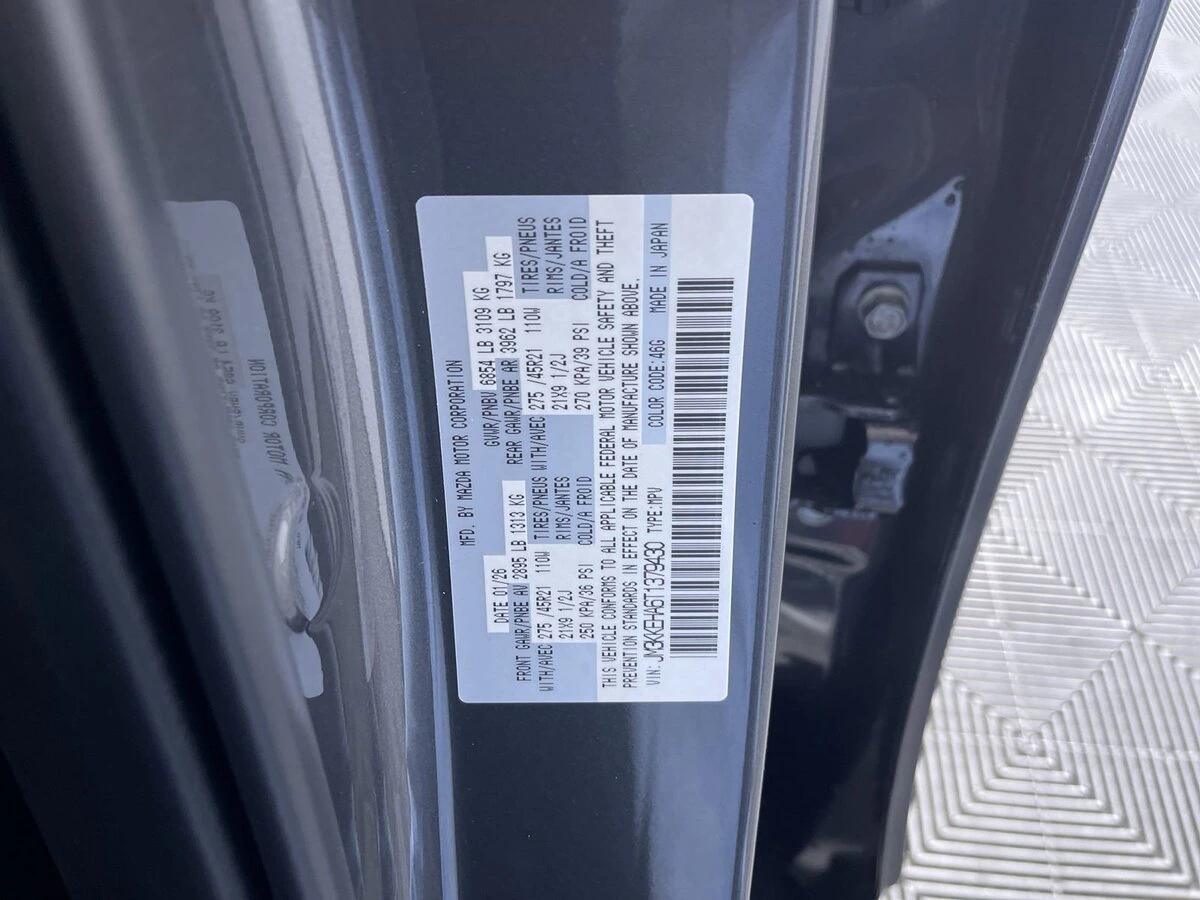 MFD. BY MAZDA MOTOR CORPORATION
DATE 01/26 GVWR/PNBV 6854 LB 3109 KG
FRONT GAWR/PNBE AV 2895 LB 1313 KG REAR GAWR/PNBE AR 3962 LB 1797 KG
WITH/AVEC 275 /45R21 110W TIRES/PNEUS WITH/AVEC 275 /45R21 110W TIRES/PNEUS
21X9 1/2J RIMS/JANTES 21X9 1/2J RIMS/JANTES
250 KPA/36 PSI COLD/A FROID 270 KPA/39 PSI COLD/A FROID
THIS VEHICLE CONFORMS TO ALL APPLICABLE FEDERAL MOTOR VEHICLE SAFETY AND THEFT
PREVENTION STANDARDS IN EFFECT ON THE DATE OF MANUFACTURE SHOWN ABOVE.
VIN: JM3KKEHA6T1379430 TYPE:MPV COLOR CODE:46G MADE IN JAPAN